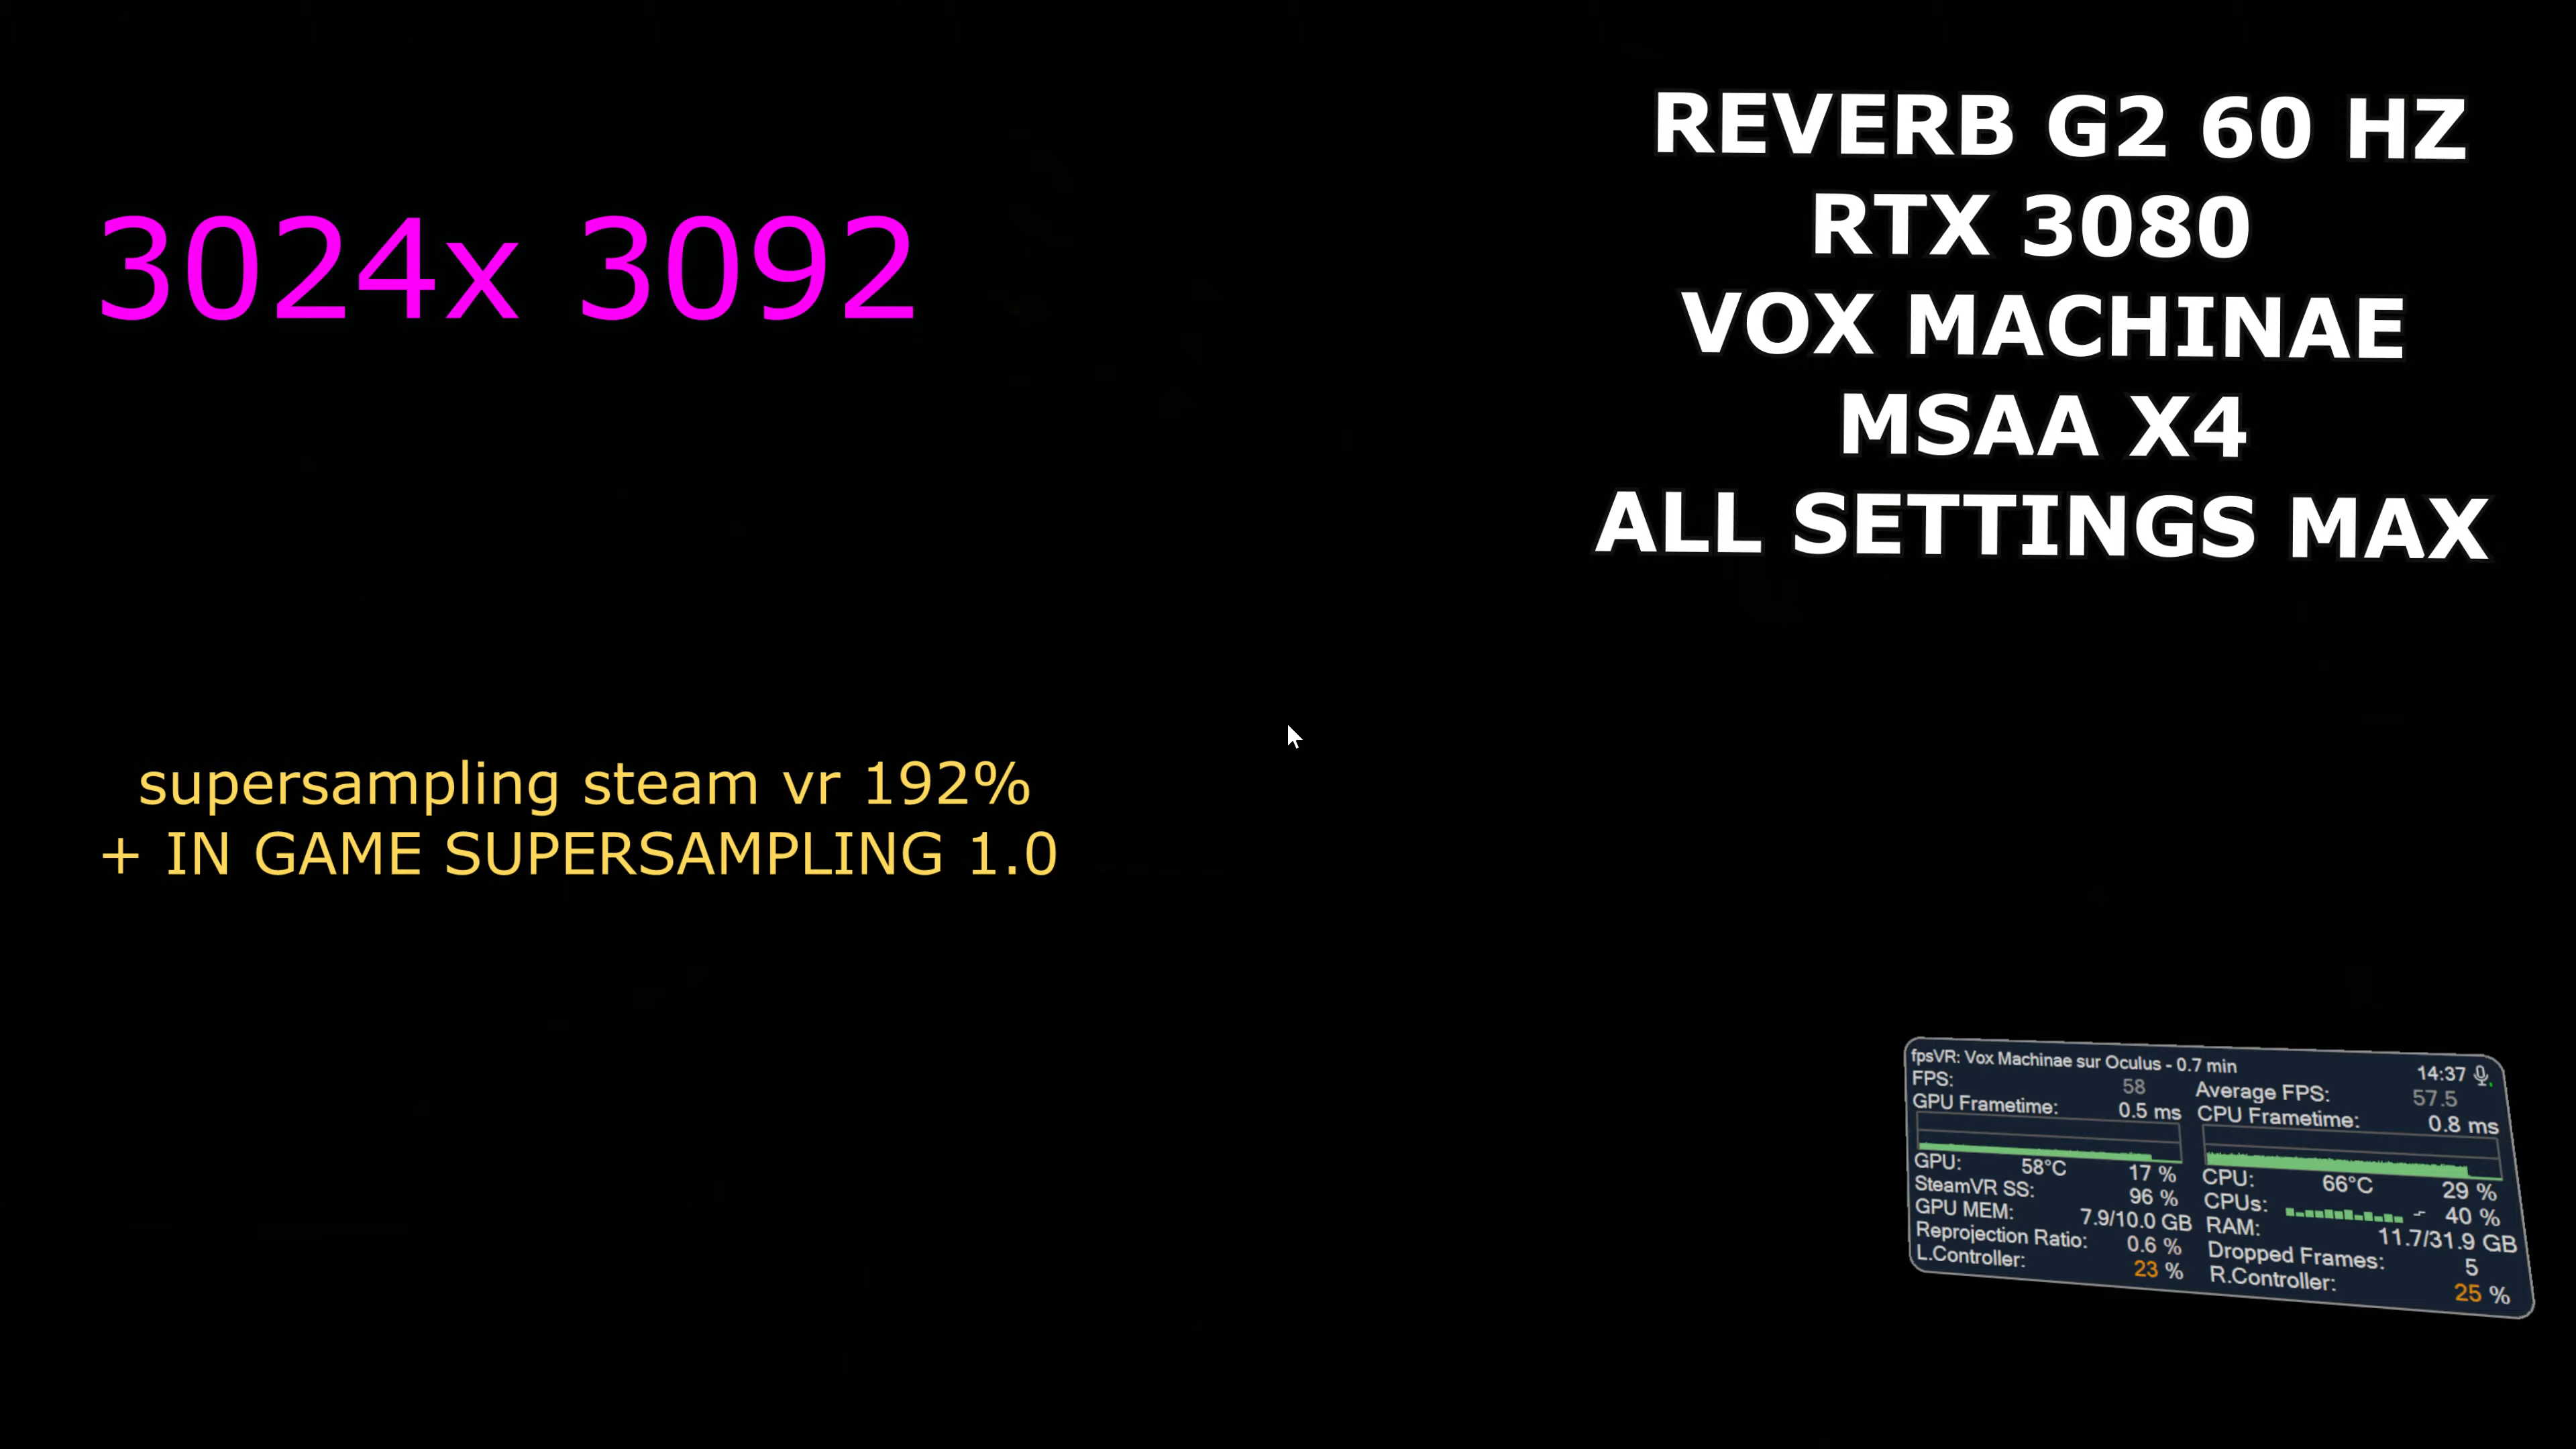 3024x 3092
REVERB G2 60 HZ
RTX 3080
VOX MACHINAE
MSAA X4
ALL SETTINGS MAX
supersampling steam vr 192%
+ IN GAME SUPERSAMPLING 1.0
fpsVR: Vox Machinae sur Oculus - 0.7 min 14:37
FPS: 58 Average FPS: 57.5
GPU Frametime: 0.5 ms CPU Frametime: 0.8 ms
GPU: 58°C 17 % CPU: 66°C 29 %
SteamVR SS: 96 % CPUs: 40 %
GPU MEM: 7.9/10.0 GB RAM: 11.7/31.9 GB
Reprojection Ratio: 0.6 % Dropped Frames: 5
L.Controller: 23 % R.Controller: 25 %